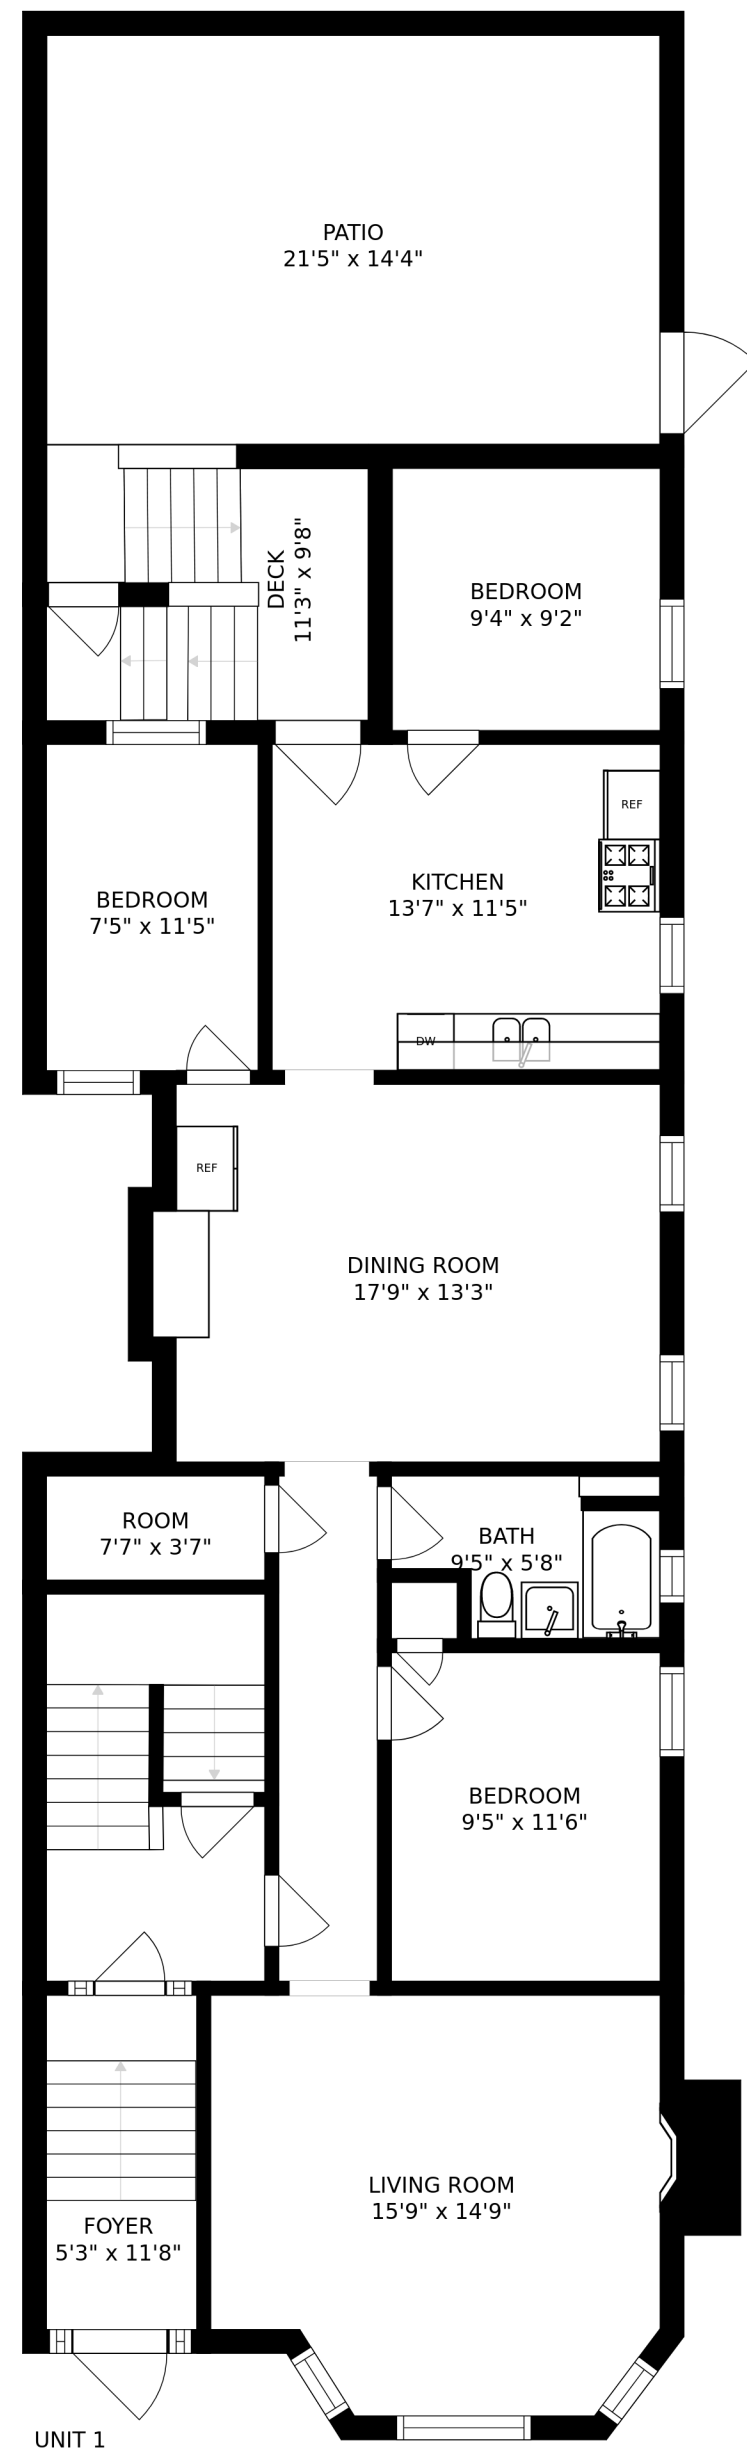 PATIO
21'5" x 14'4"
DECK
11'3" x 9'8"
BEDROOM
9'4" x 9'2"
REF
KITCHEN
13'7" x 11'5"
BEDROOM
7'5" x 11'5"
DW
REF
DINING ROOM
17'9" x 13'3"
ROOM
7'7" x 3'7"
BATH
9'5" x 5'8"
BEDROOM
9'5" x 11'6"
LIVING ROOM
15'9" x 14'9"
FOYER
5'3" x 11'8"
UNIT 1